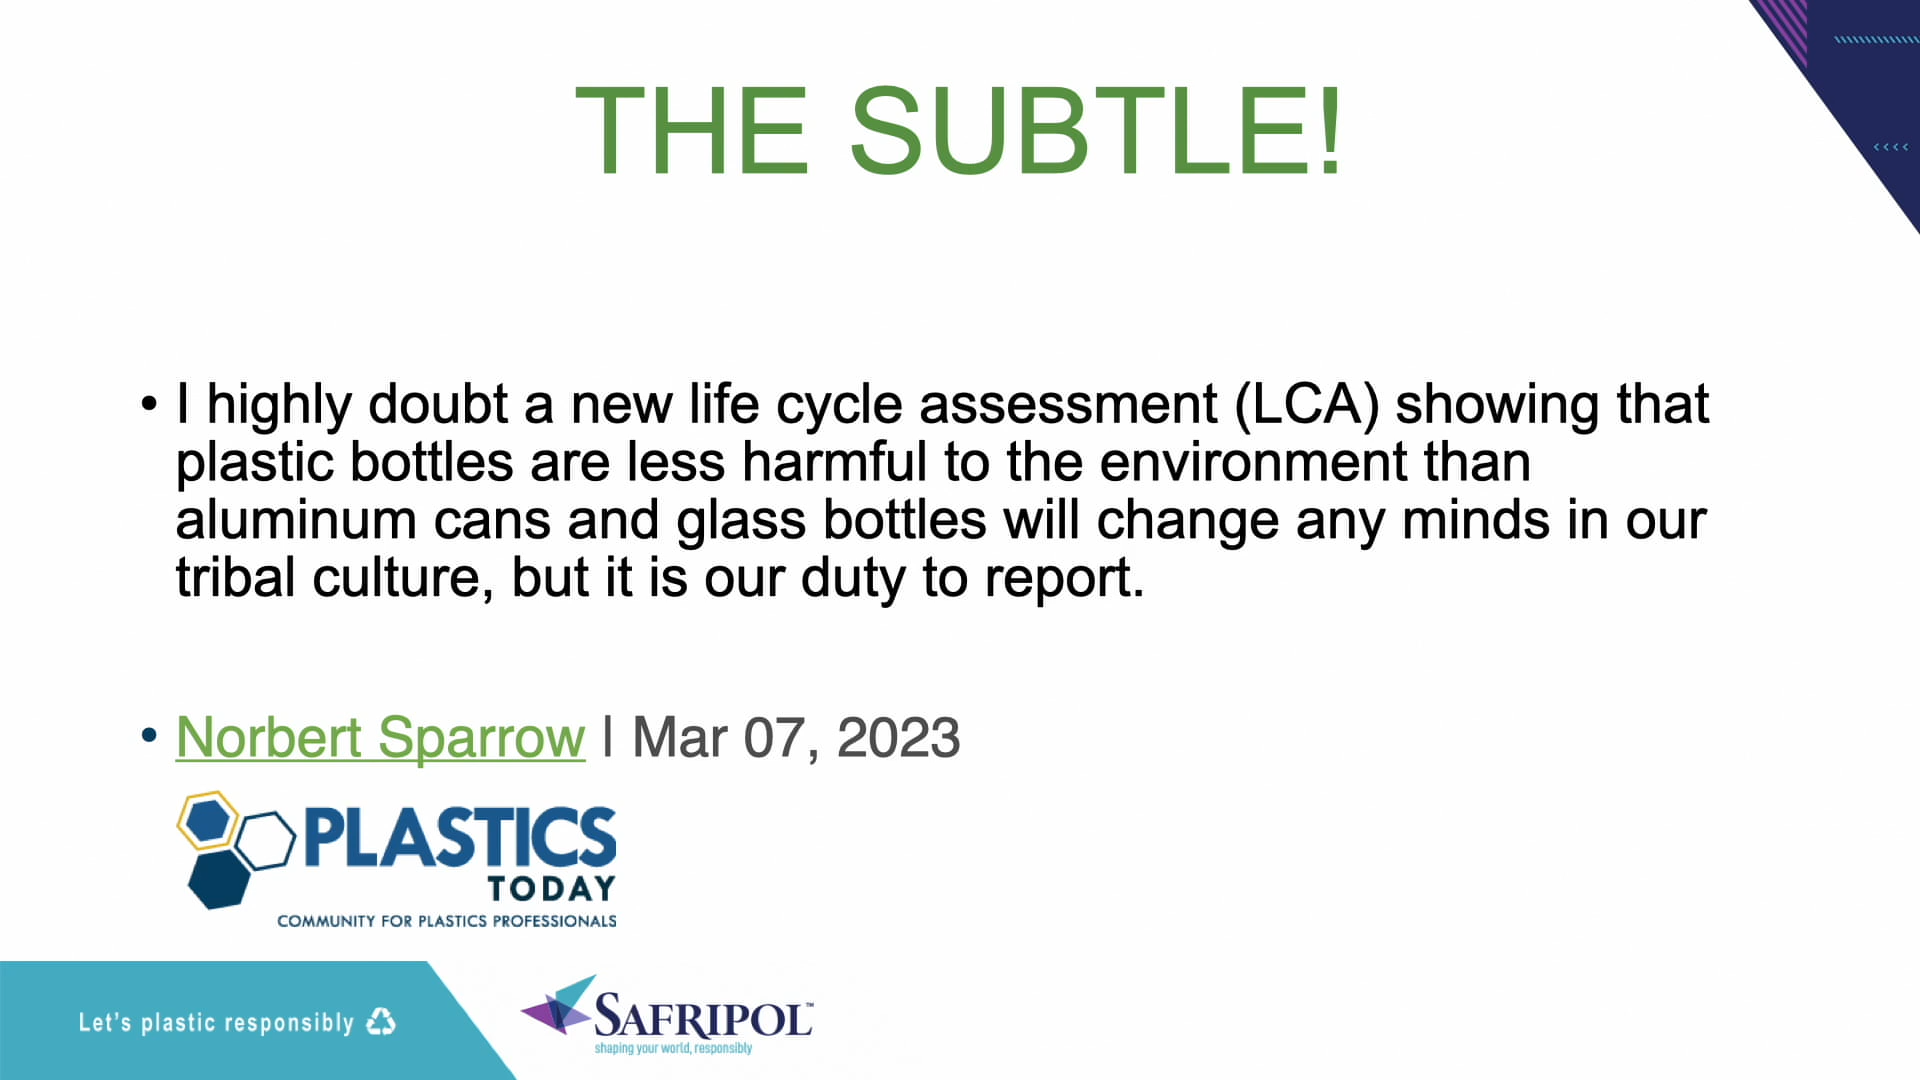 THE SUBTLE!
• I highly doubt a new life cycle assessment (LCA) showing that
plastic bottles are less harmful to the environment than
aluminum cans and glass bottles will change any minds in our
tribal culture, but it is our duty to report.
• Norbert Sparrow | Mar 07, 2023
PLASTICS
TODAY
COMMUNITY FOR PLASTICS PROFESSIONALS
Let's plastic responsibly
SAFRIPOL™
shaping your world, responsibly